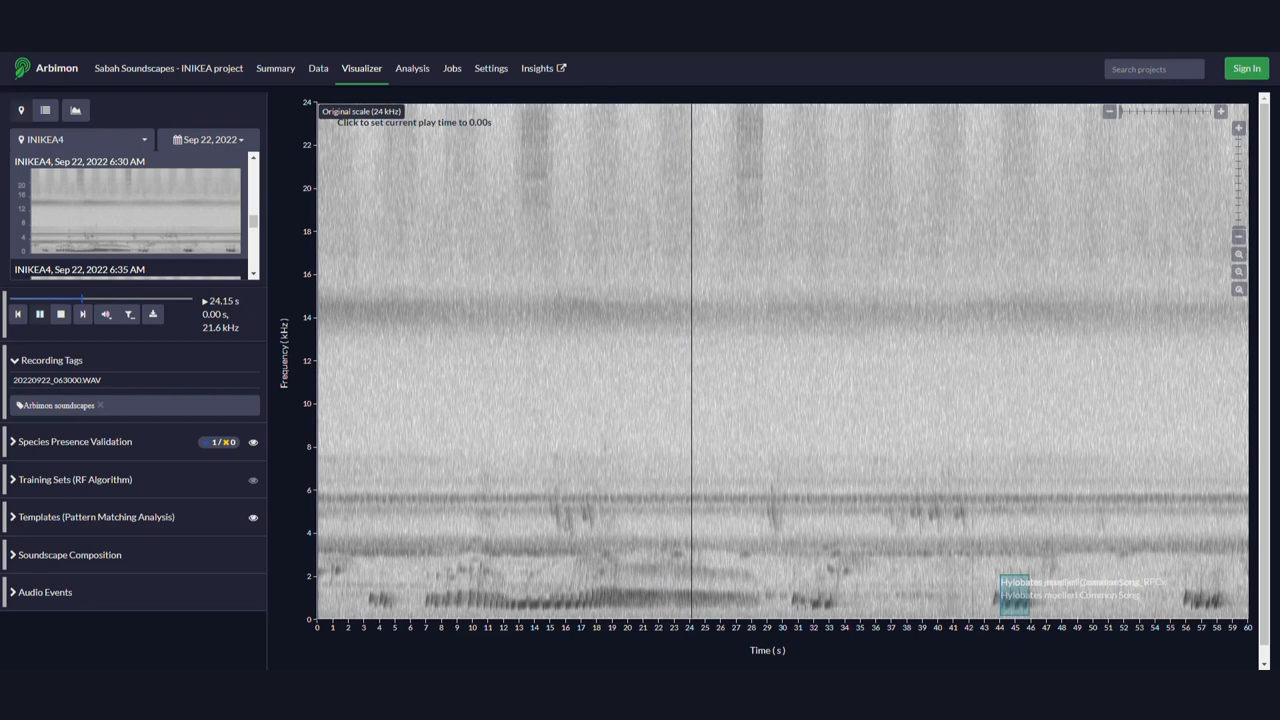 Arbimon
Sabah Soundscapes - INIKEA project
Summary
Data
Visualizer
Analysis
Jobs
Settings
Insights
Search projects
Sign In
INIKEA4
Sep 22, 2022
INIKEA4, Sep 22, 2022 6:30 AM
20
16
12
8
4
0
INIKEA4, Sep 22, 2022 6:35 AM
24.15 s
0.00 s,
21.6 kHz
Recording Tags
20220922_063000.WAV
Arbimon soundscapes
Species Presence Validation
1 / 0
Training Sets (RF Algorithm)
Templates (Pattern Matching Analysis)
Soundscape Composition
Audio Events
Original scale (24 kHz)
Click to set current play time to 0.00s
Frequency ( kHz )
24
22
20
18
16
14
12
10
8
6
4
2
0
Hylobates muelleri Common Song
0 1 2 3 4 5 6 7 8 9 10 11 12 13 14 15 16 17 18 19 20 21 22 23 24 25 26 27 28 29 30 31 32 33 34 35 36 37 38 39 40 41 42 43 44 45 46 47 48 49 50 51 52 53 54 55 56 57 58 59 60
Time ( s )